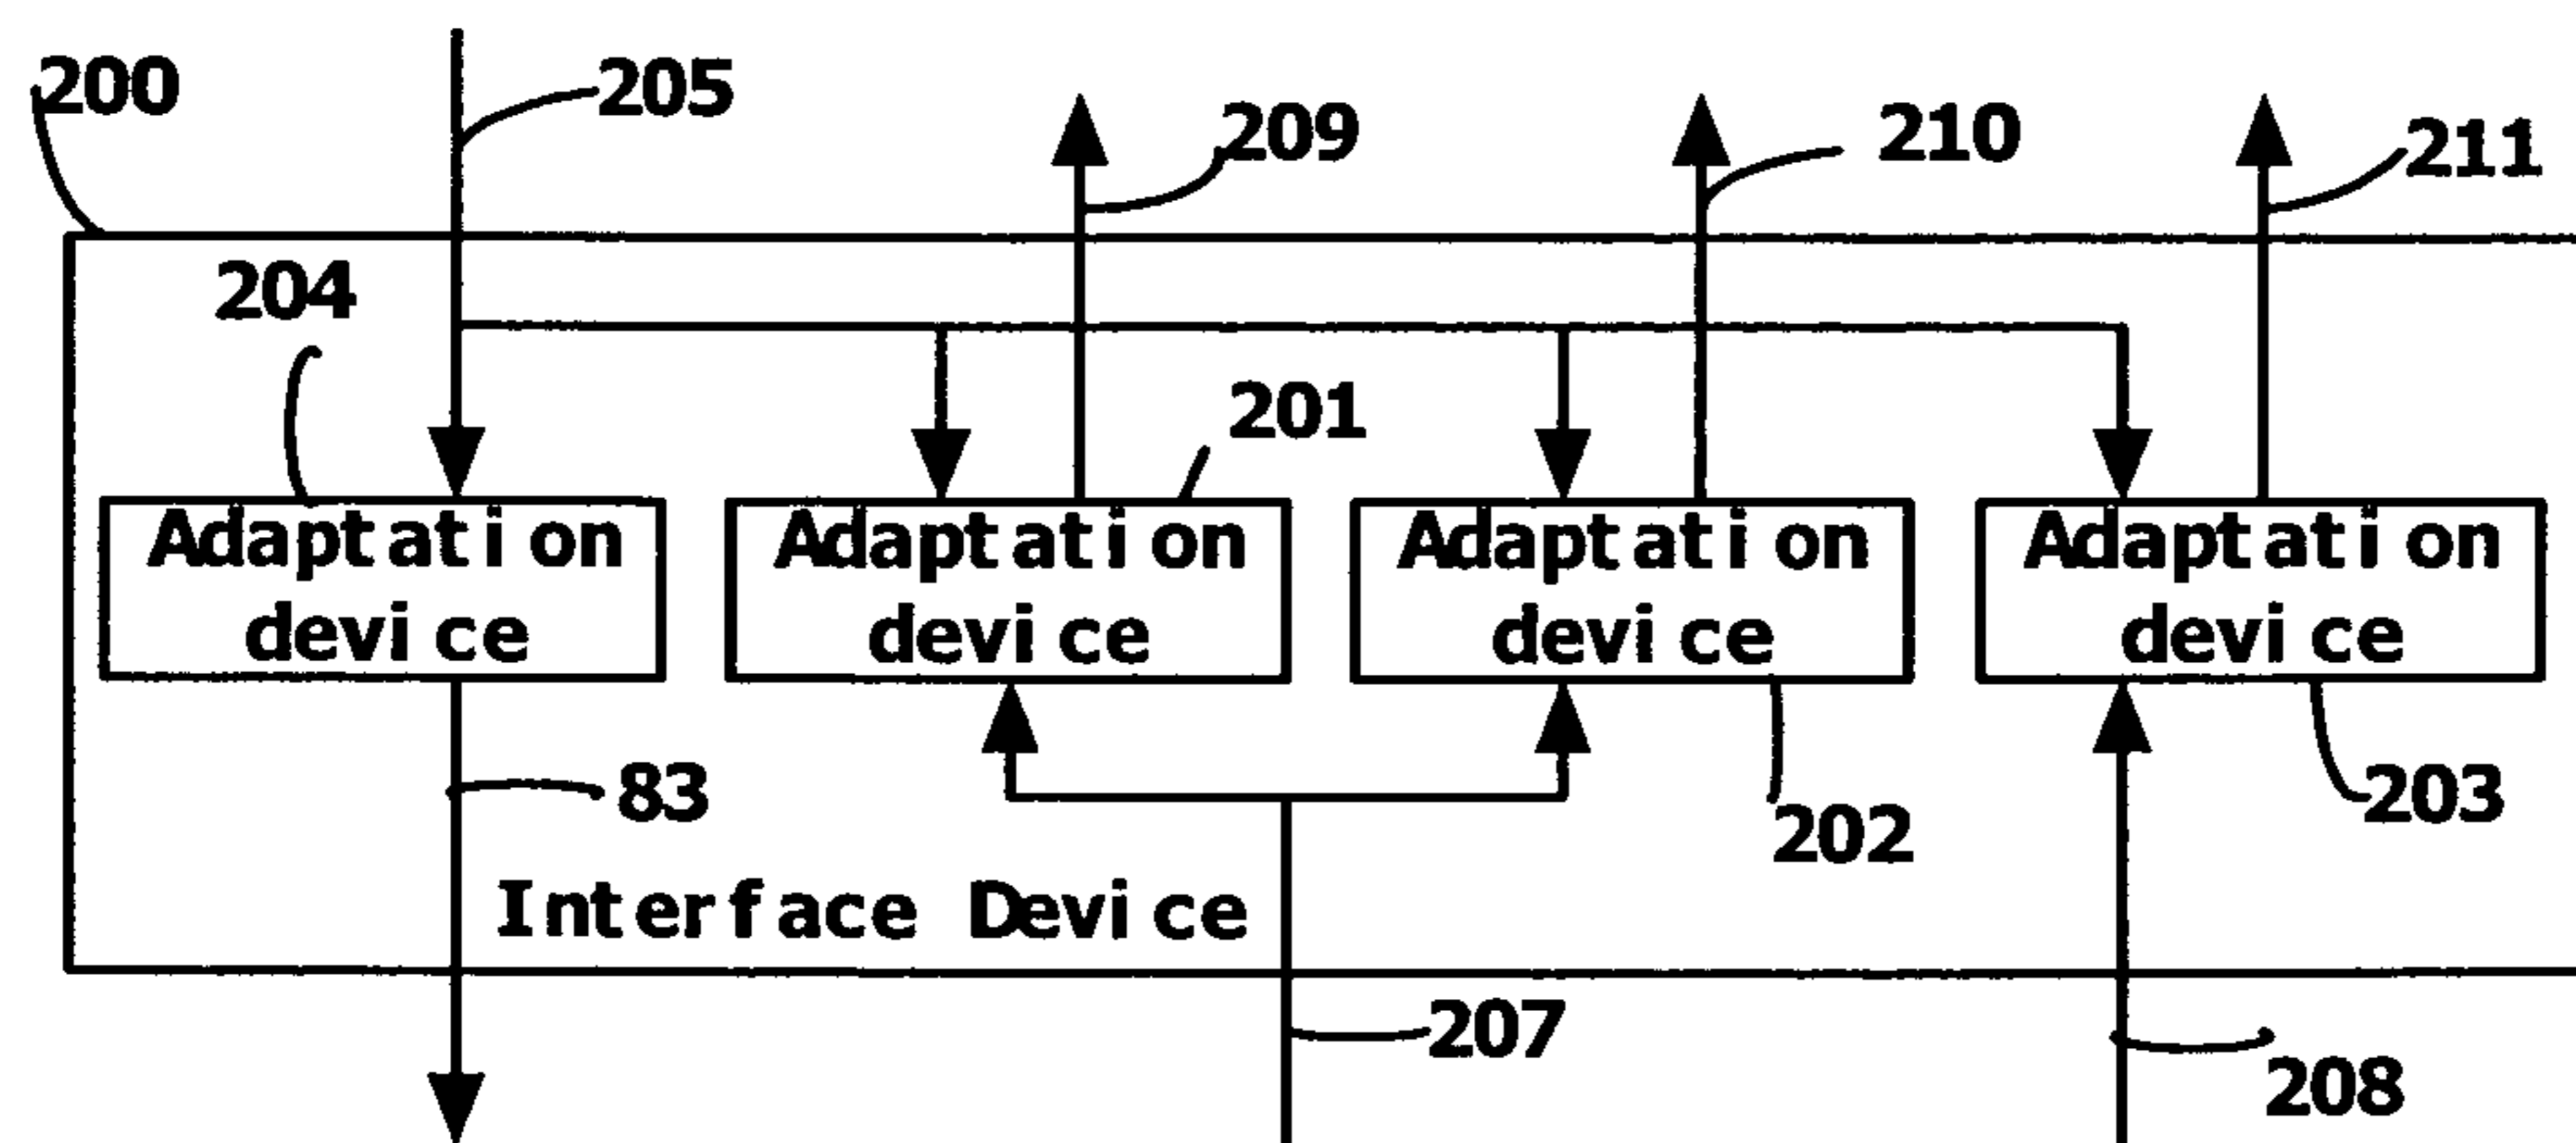 200
205
209
210
211
204
201
Adaptation
device
Adaptation
device
Adaptation
device
Adaptation
device
83
202
203
Interface Device
207
208